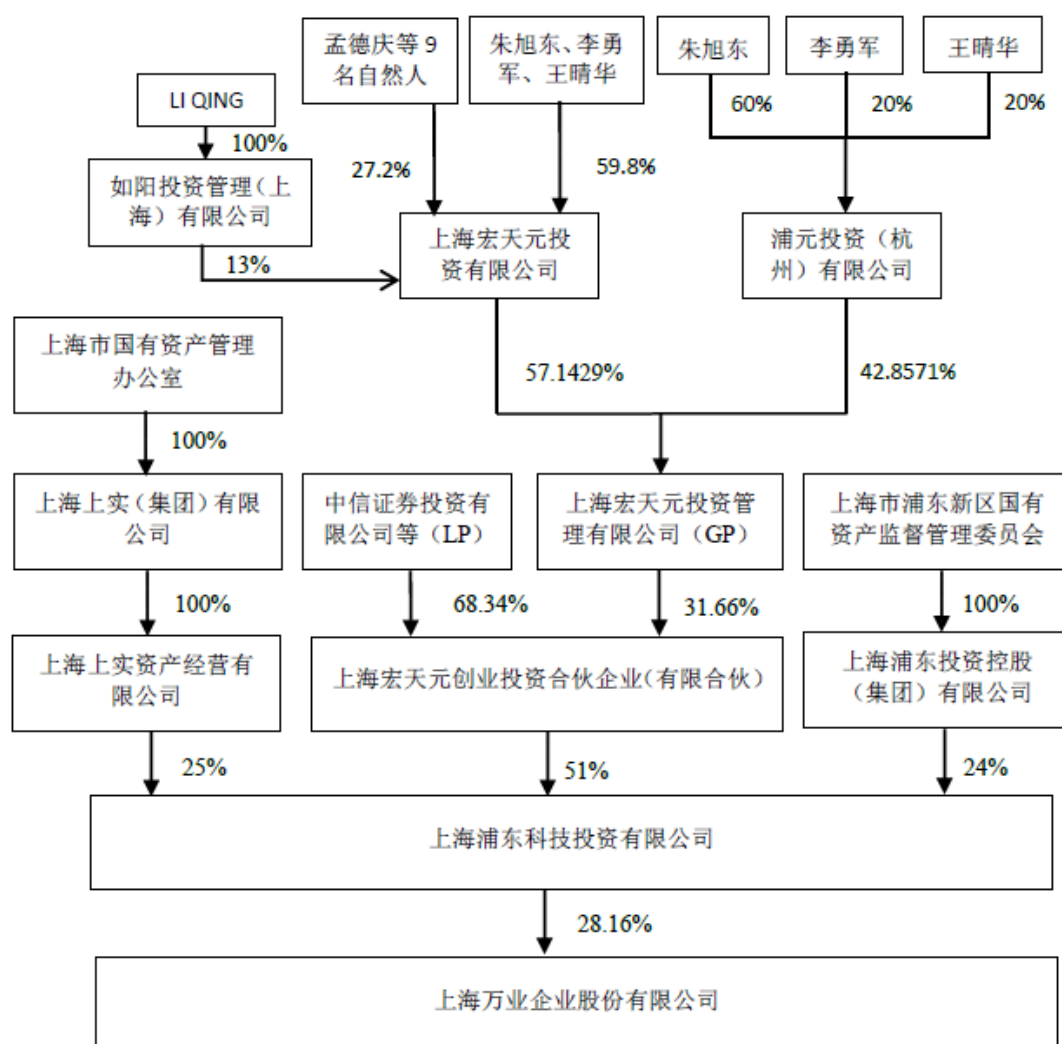 孟德庆等 9
名自然人
朱旭东、李勇
军、王晴华
朱旭东
李勇军
王晴华
LI QING
60%
20%
20%
100%
27.2%
59.8%
如阳投资管理（上
海）有限公司
上海宏天元投
资有限公司
浦元投资（杭
州）有限公司
13%
上海市国有资产管理
办公室
57.1429%
42.8571%
100%
上海上实（集团）有限
公司
中信证券投资有
限公司等（LP）
上海宏天元投资管
理有限公司（GP）
上海市浦东新区国有
资产监督管理委员会
100%
68.34%
31.66%
100%
上海上实资产经营有
限公司
上海宏天元创业投资合伙企业（有限合伙）
上海浦东投资控股
（集团）有限公司
25%
51%
24%
上海浦东科技投资有限公司
28.16%
上海万业企业股份有限公司